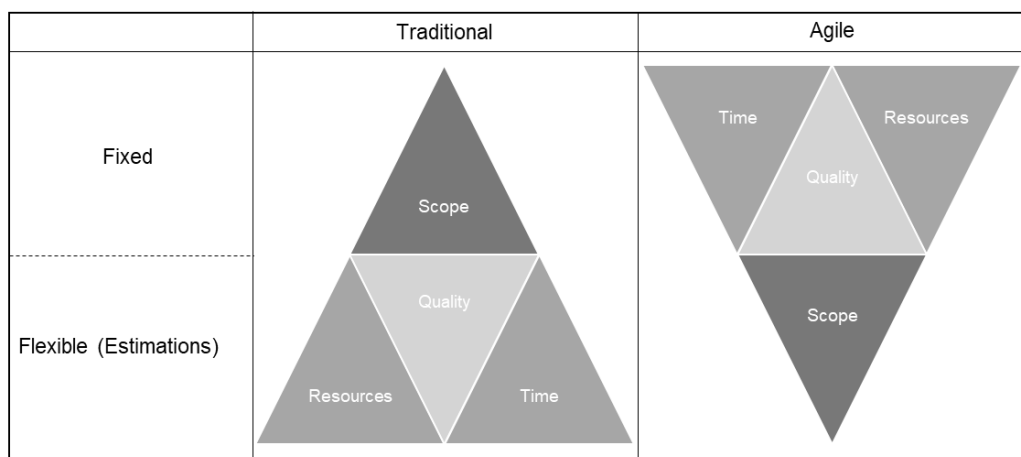 Traditional
Agile
Fixed
Scope
Time
Resources
Quality
Flexible (Estimations)
Quality
Resources
Time
Scope